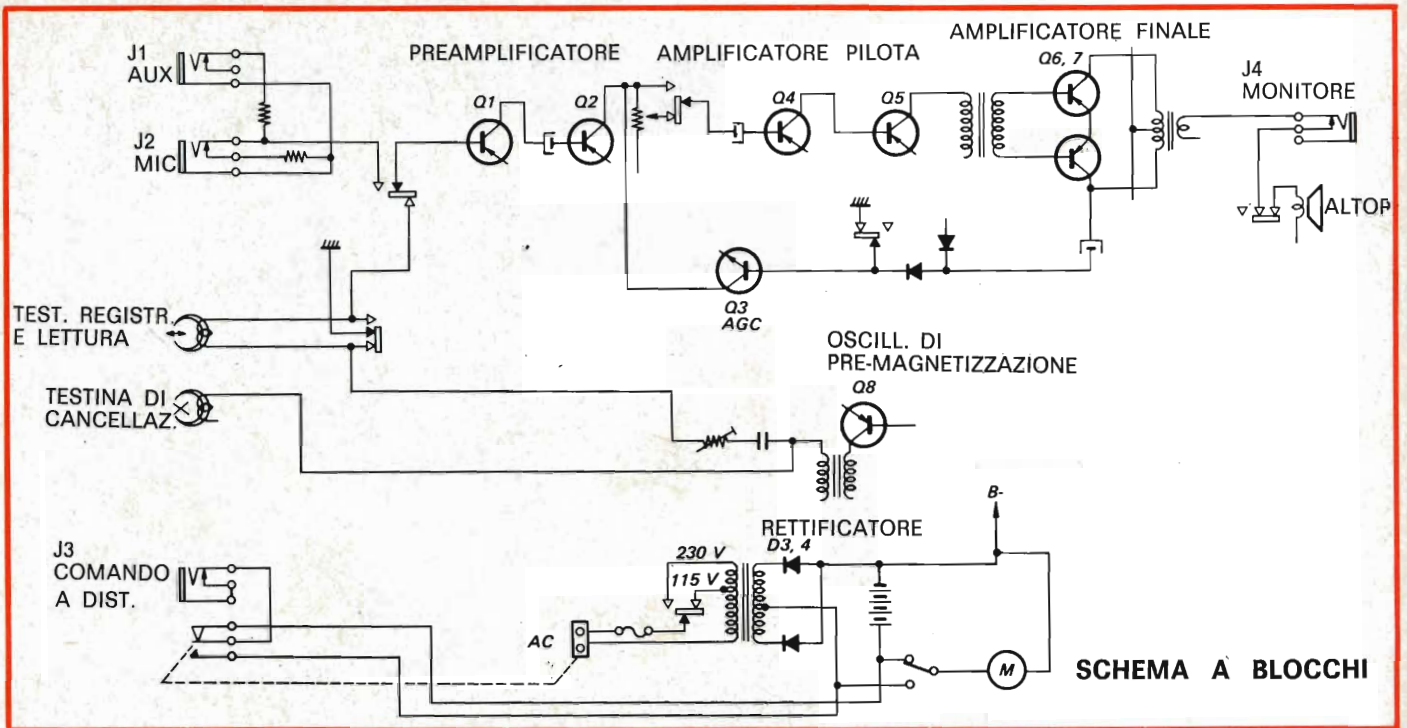 J1
AUX
J2
MIC
PREAMPLIFICATORE
Q1
Q2
AMPLIFICATORE PILOTA
Q4
Q5
AMPLIFICATORE FINALE
Q6, 7
J4
MONITORE
ALTOP
Q3
AGC
TEST. REGISTR.
E LETTURA
TESTINA DI
CANCELLAZ.
OSCILL. DI
PRE-MAGNETIZZAZIONE
Q8
J3
COMANDO
A DIST.
AC
230 V
115 V
RETTIFICATORE
D3, 4
B-
M
SCHEMA A BLOCCHI